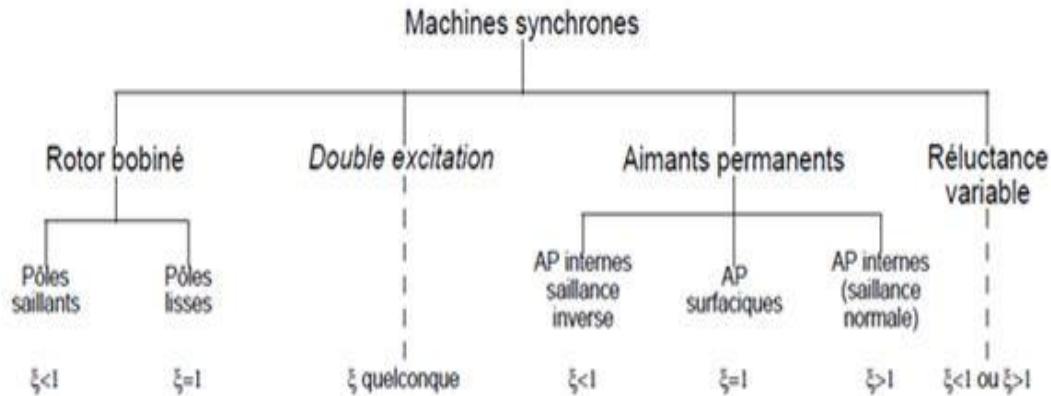 Machines synchrones
Rotor bobiné
Double excitation
Aimants permanents
Réluctance
variable
Pôles
saillants
Pôles
lisses
AP internes
saillance
inverse
AP
surfaciques
AP internes
(saillance
normale)
ξ<1
ξ=1
ξ quelconque
ξ<1
ξ=1
ξ>1
ξ<1 ou ξ>1